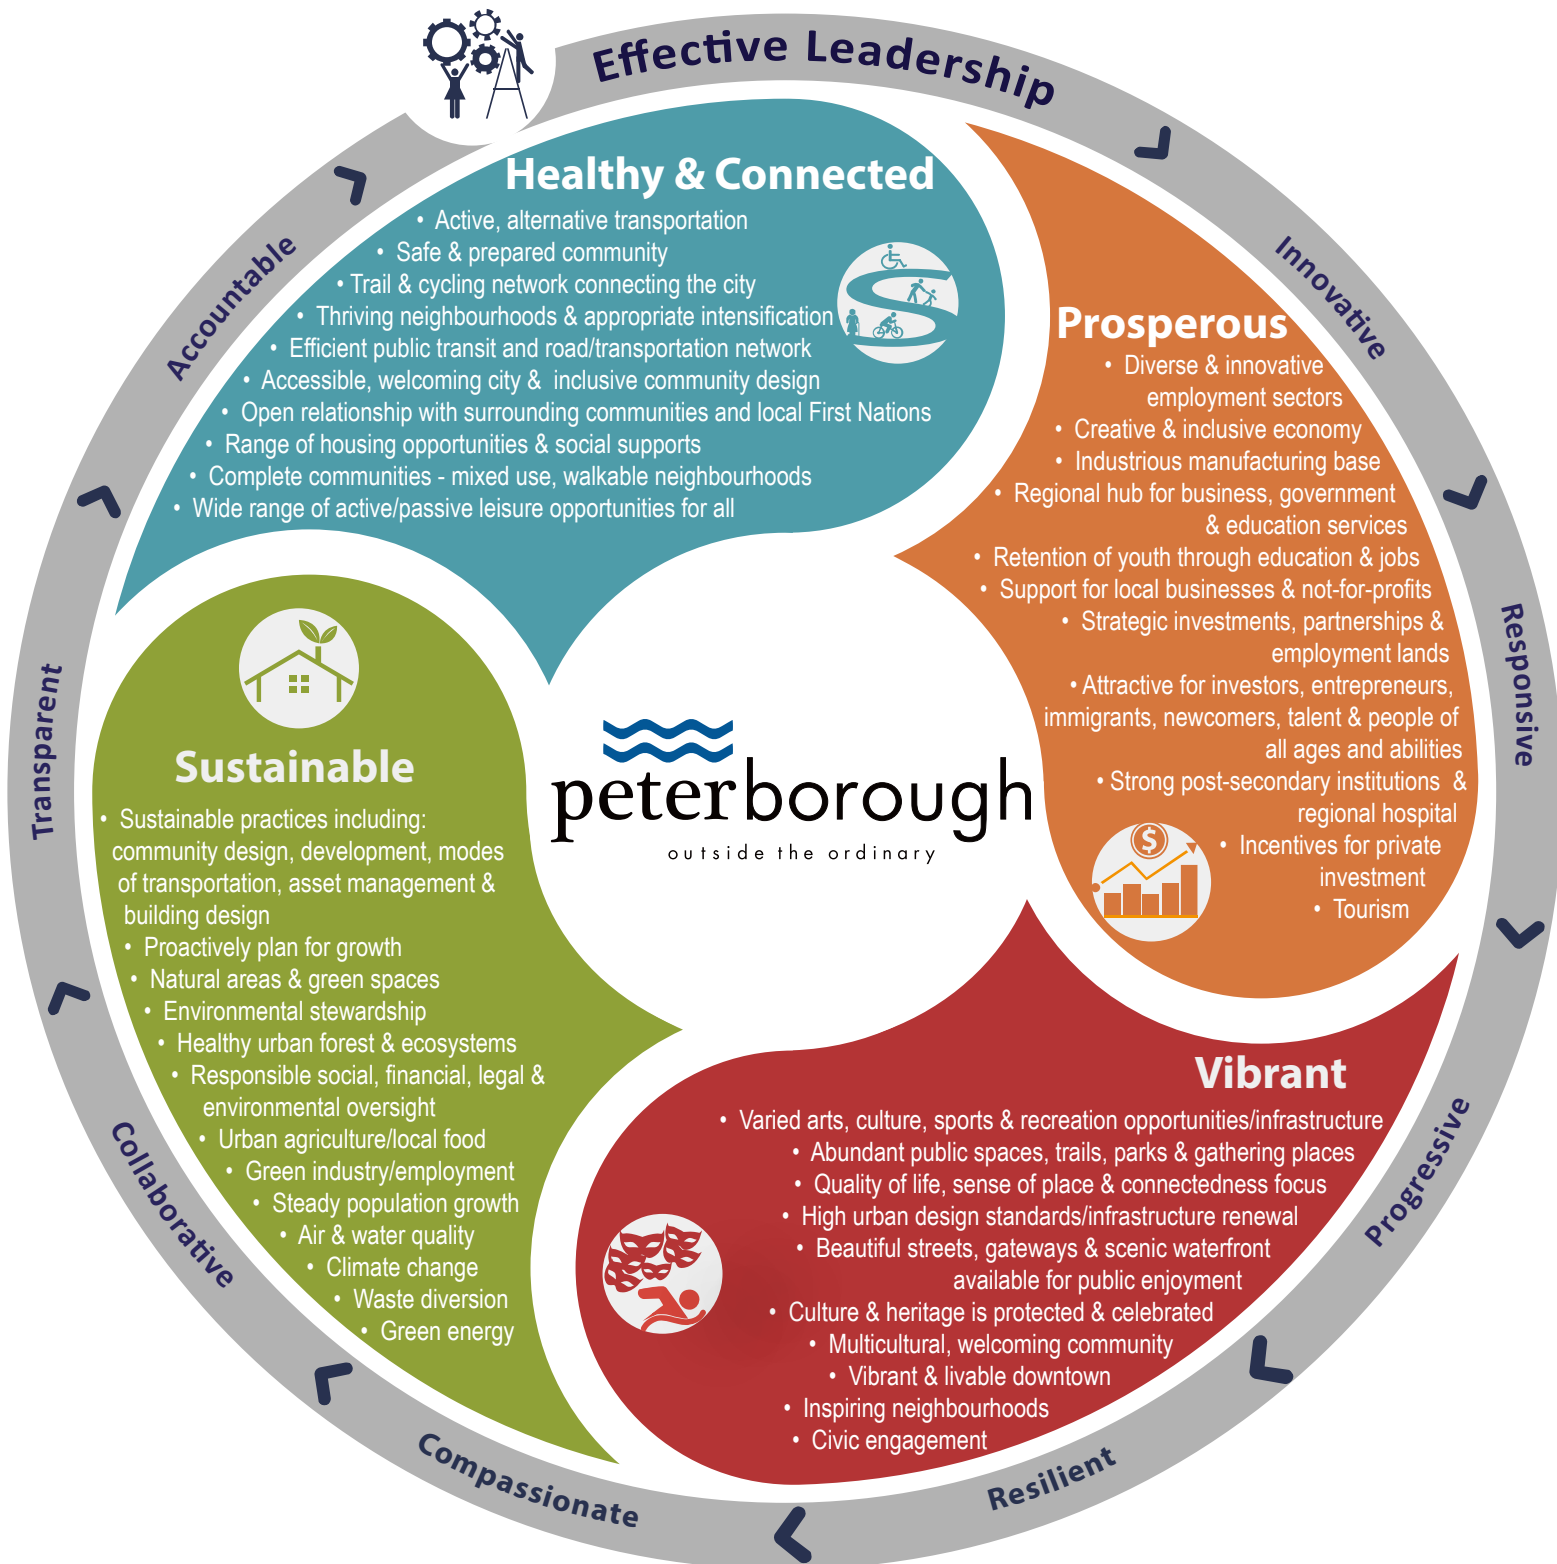 Effective Leadership
Innovative
Responsive
Progressive
Resilient
Compassionate
Collaborative
Transparent
Accountable
Healthy & Connected
• Active, alternative transportation
• Safe & prepared community
• Trail & cycling network connecting the city
• Thriving neighbourhoods & appropriate intensification
• Efficient public transit and road/transportation network
• Accessible, welcoming city & inclusive community design
• Open relationship with surrounding communities and local First Nations
• Range of housing opportunities & social supports
• Complete communities - mixed use, walkable neighbourhoods
• Wide range of active/passive leisure opportunities for all
Prosperous
• Diverse & innovative
employment sectors
• Creative & inclusive economy
• Industrious manufacturing base
• Regional hub for business, government
& education services
• Retention of youth through education & jobs
• Support for local businesses & not-for-profits
• Strategic investments, partnerships &
employment lands
• Attractive for investors, entrepreneurs,
immigrants, newcomers, talent & people of
all ages and abilities
• Strong post-secondary institutions &
regional hospital
• Incentives for private
investment
• Tourism
$
peterborough
outside the ordinary
Sustainable
• Sustainable practices including:
community design, development, modes
of transportation, asset management &
building design
• Proactively plan for growth
• Natural areas & green spaces
• Environmental stewardship
• Healthy urban forest & ecosystems
• Responsible social, financial, legal &
environmental oversight
• Urban agriculture/local food
• Green industry/employment
• Steady population growth
• Air & water quality
• Climate change
• Waste diversion
• Green energy
Vibrant
• Varied arts, culture, sports & recreation opportunities/infrastructure
• Abundant public spaces, trails, parks & gathering places
• Quality of life, sense of place & connectedness focus
• High urban design standards/infrastructure renewal
• Beautiful streets, gateways & scenic waterfront
available for public enjoyment
• Culture & heritage is protected & celebrated
• Multicultural, welcoming community
• Vibrant & livable downtown
• Inspiring neighbourhoods
• Civic engagement